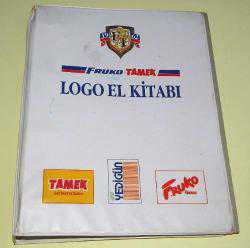 FRUKO TAMEK
LOGO EL KİTABI
TAMEK
YEDİGÜN
Fruko